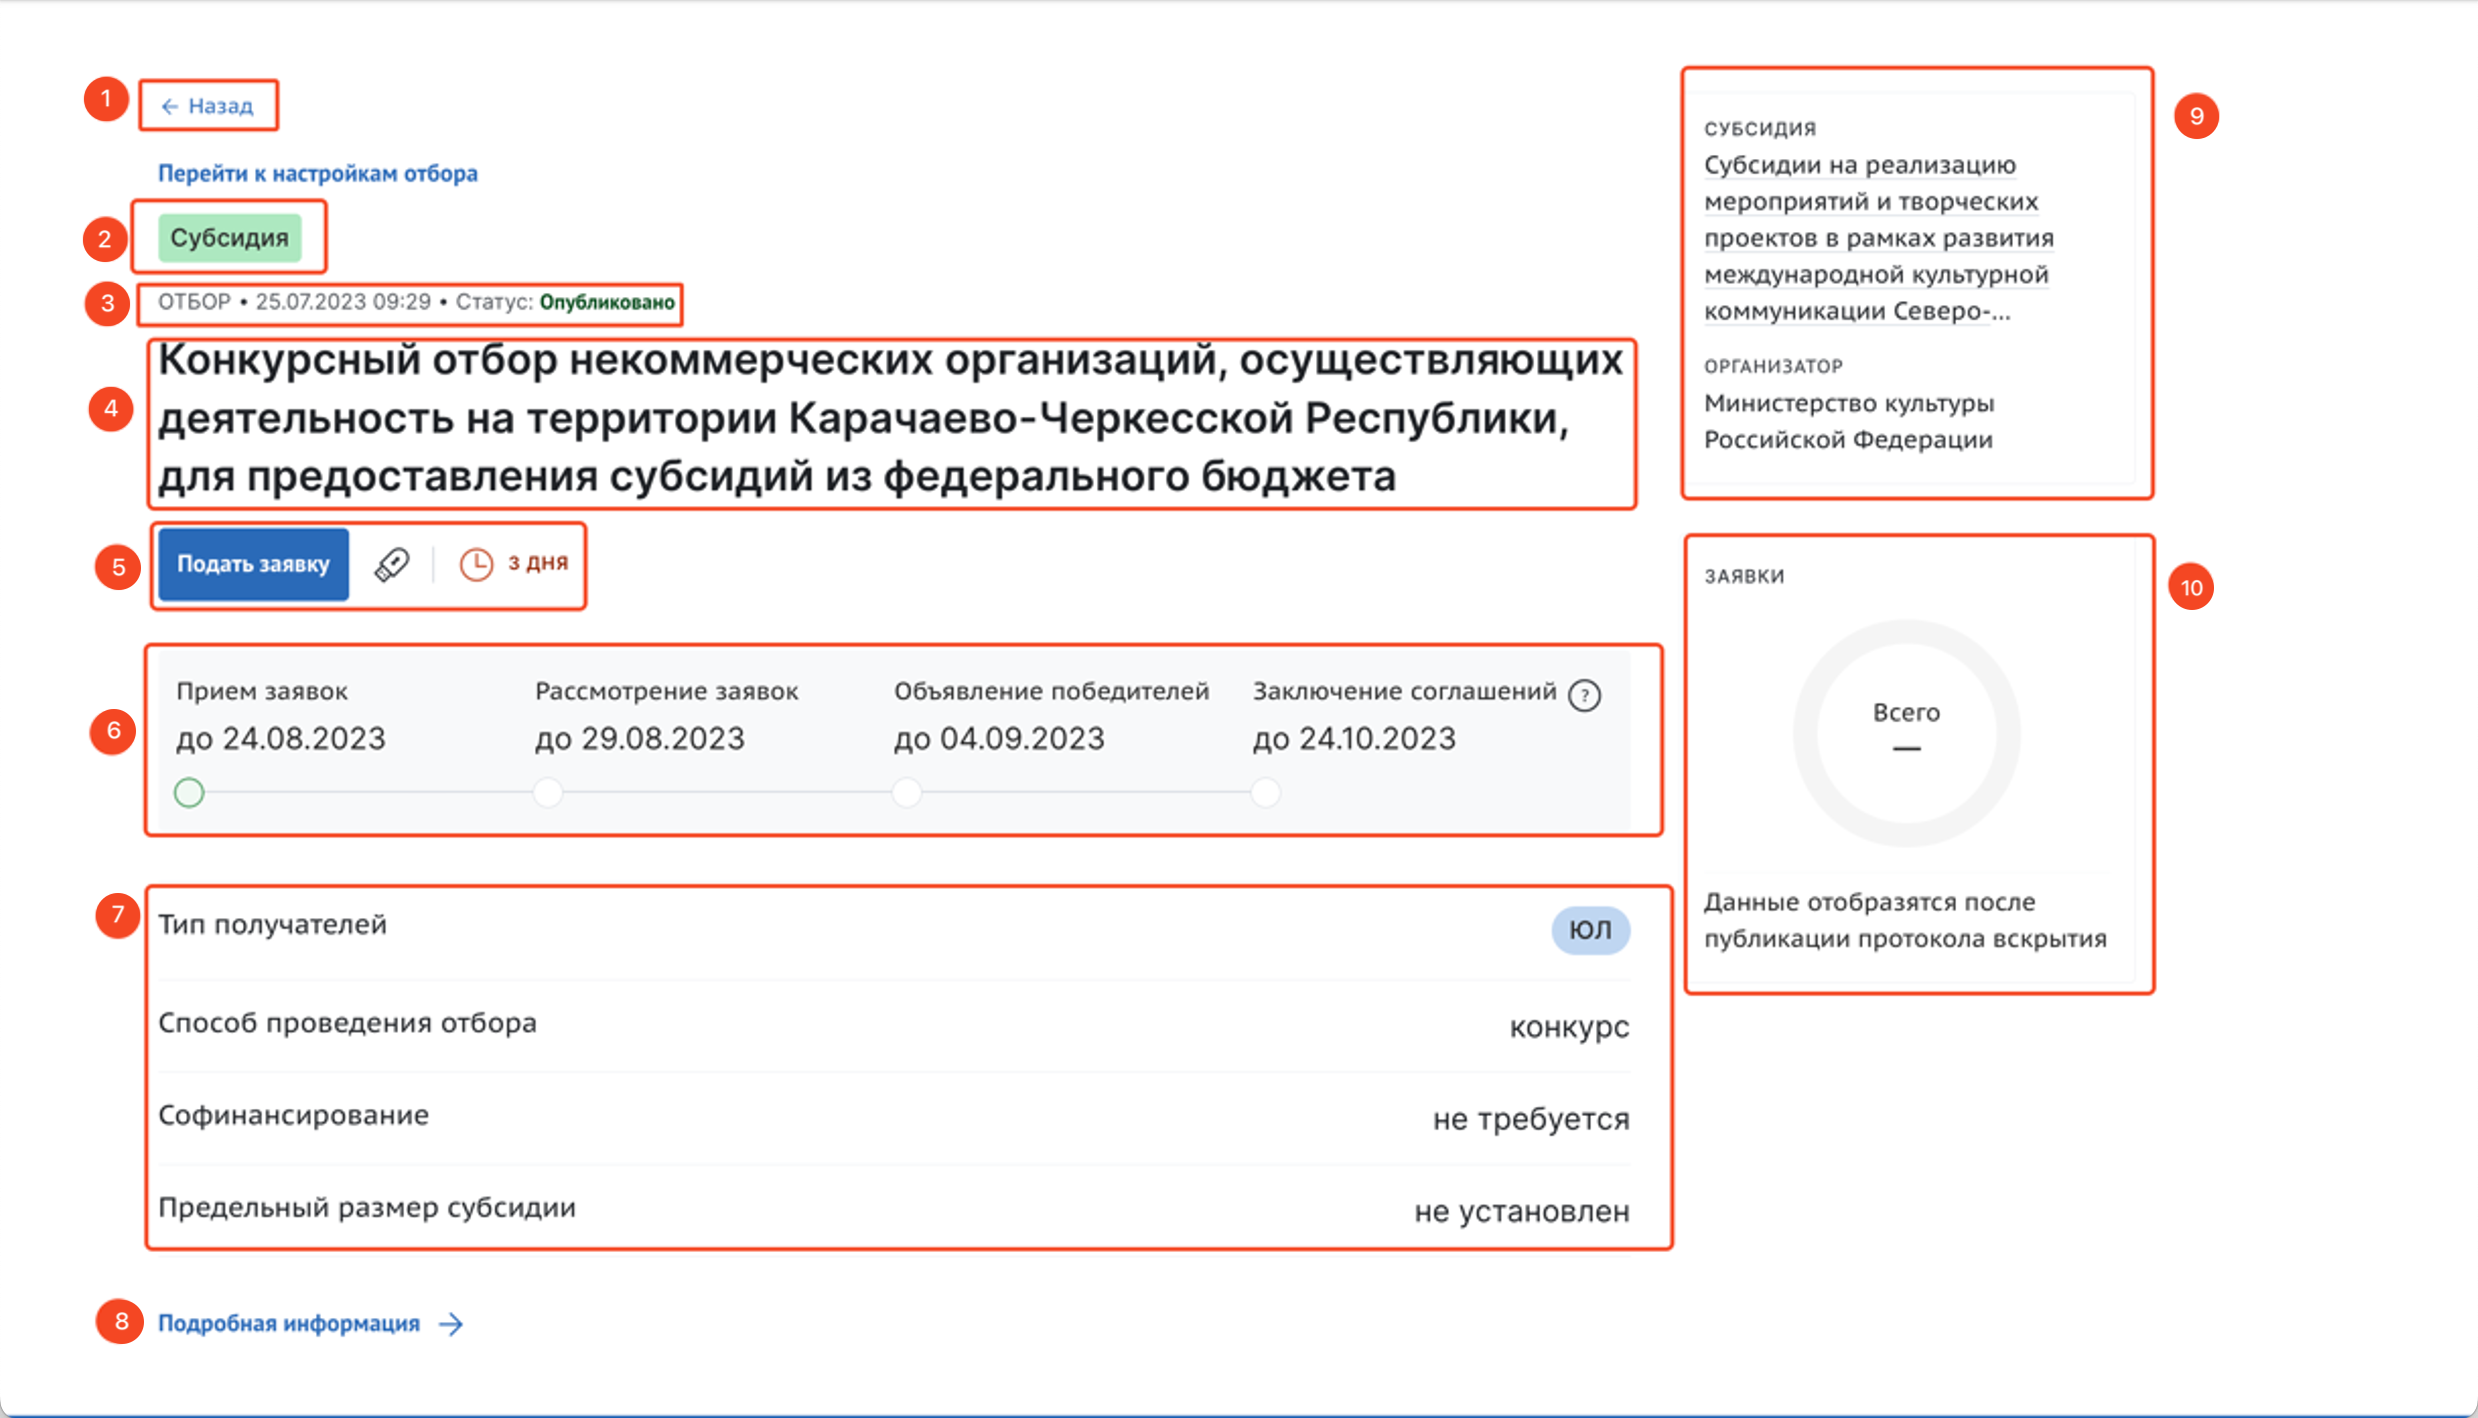 1
← Назад
Перейти к настройкам отбора
2
Субсидия
3
ОТБОР • 25.07.2023 09:29 • Статус: Опубликовано
4
Конкурсный отбор некоммерческих организаций, осуществляющих
деятельность на территории Карачаево-Черкесской Республики,
для предоставления субсидий из федерального бюджета
5
Подать заявку
3 ДНЯ
6
Прием заявок
до 24.08.2023
Рассмотрение заявок
до 29.08.2023
Объявление победителей
до 04.09.2023
Заключение соглашений ?
до 24.10.2023
7
Тип получателей
ЮЛ
Способ проведения отбора
конкурс
Софинансирование
не требуется
Предельный размер субсидии
не установлен
8
Подробная информация →
9
СУБСИДИЯ
Субсидии на реализацию
мероприятий и творческих
проектов в рамках развития
международной культурной
коммуникации Северо-...
ОРГАНИЗАТОР
Министерство культуры
Российской Федерации
10
ЗАЯВКИ
Всего
—
Данные отобразятся после
публикации протокола вскрытия